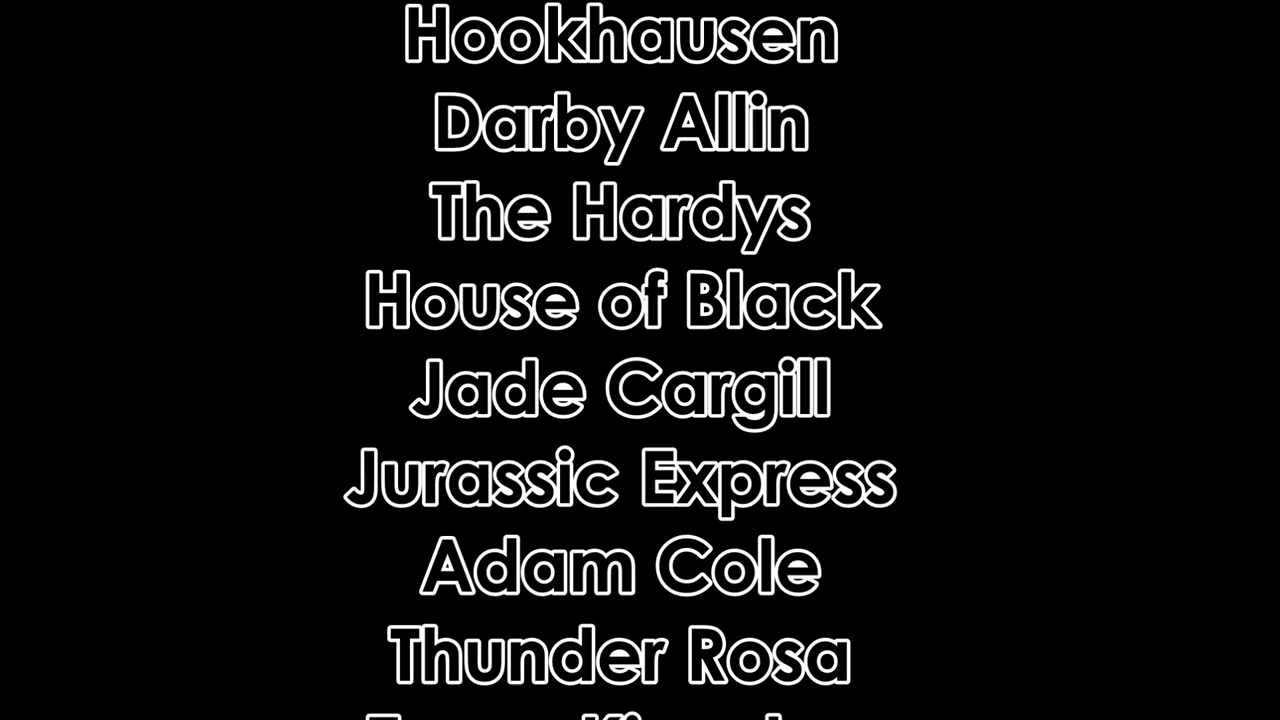 Hookhausen
Darby Allin
The Hardys
House of Black
Jade Cargill
Jurassic Express
Adam Cole
Thunder Rosa